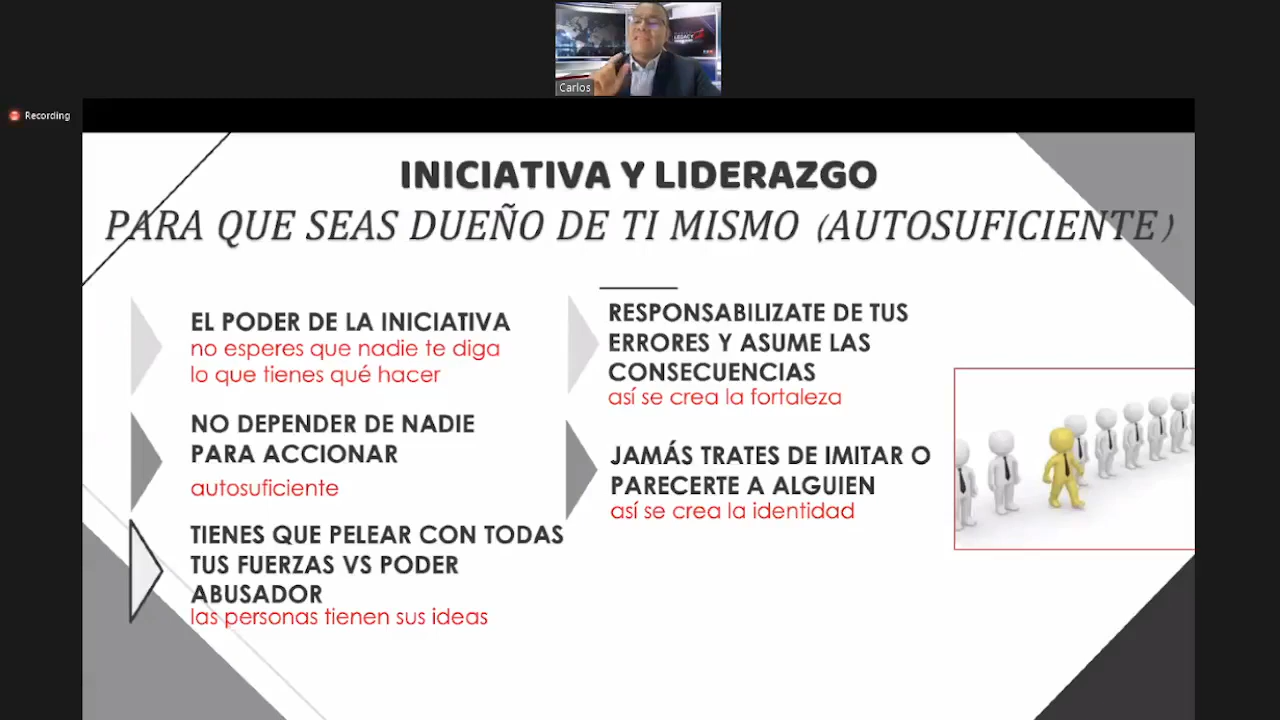 Carlos
Recording
INICIATIVA Y LIDERAZGO
PARA QUE SEAS DUEÑO DE TI MISMO (AUTOSUFICIENTE)
EL PODER DE LA INICIATIVA
no esperes que nadie te diga
lo que tienes qué hacer
NO DEPENDER DE NADIE
PARA ACCIONAR
autosuficiente
TIENES QUE PELEAR CON TODAS
TUS FUERZAS VS PODER
ABUSADOR
las personas tienen sus ideas
RESPONSABILIZATE DE TUS
ERRORES Y ASUME LAS
CONSECUENCIAS
así se crea la fortaleza
JAMÁS TRATES DE IMITAR O
PARECERTE A ALGUIEN
así se crea la identidad